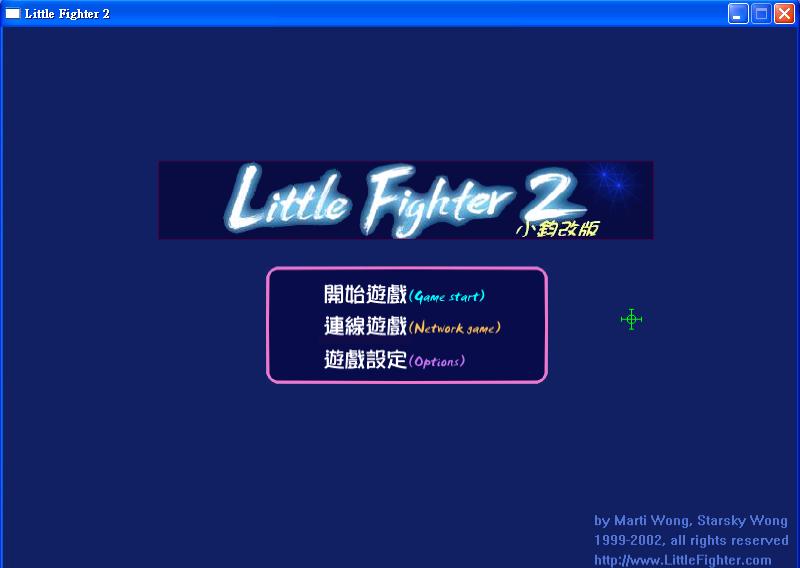 Little Fighter 2
Little Fighter 2
小鈞改版
開始遊戲(Game start)
連線遊戲(Network game)
遊戲設定(Options)
by Marti Wong, Starsky Wong
1999-2002, all rights reserved
http://www.LittleFighter.com